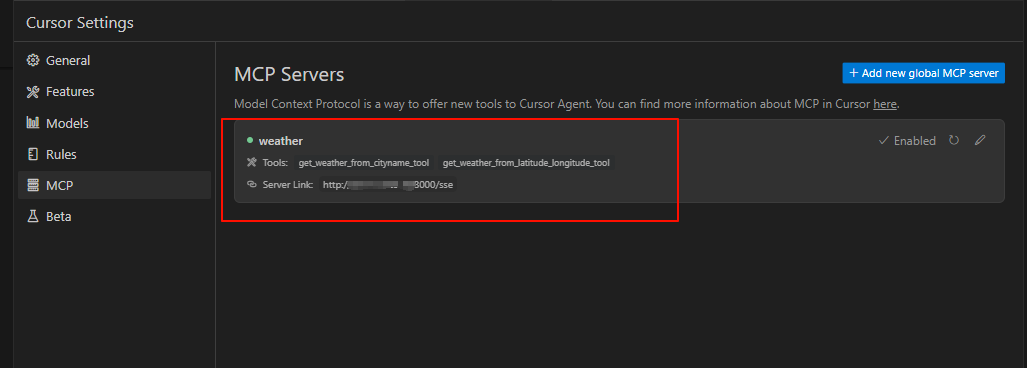 Cursor Settings
General
Features
Models
Rules
MCP
Beta
MCP Servers
+ Add new global MCP server
Model Context Protocol is a way to offer new tools to Cursor Agent. You can find more information about MCP in Cursor here.
weather
Enabled
Tools: get_weather_from_cityname_tool get_weather_from_latitude_longitude_tool
Server Link: http:/ 8000/sse